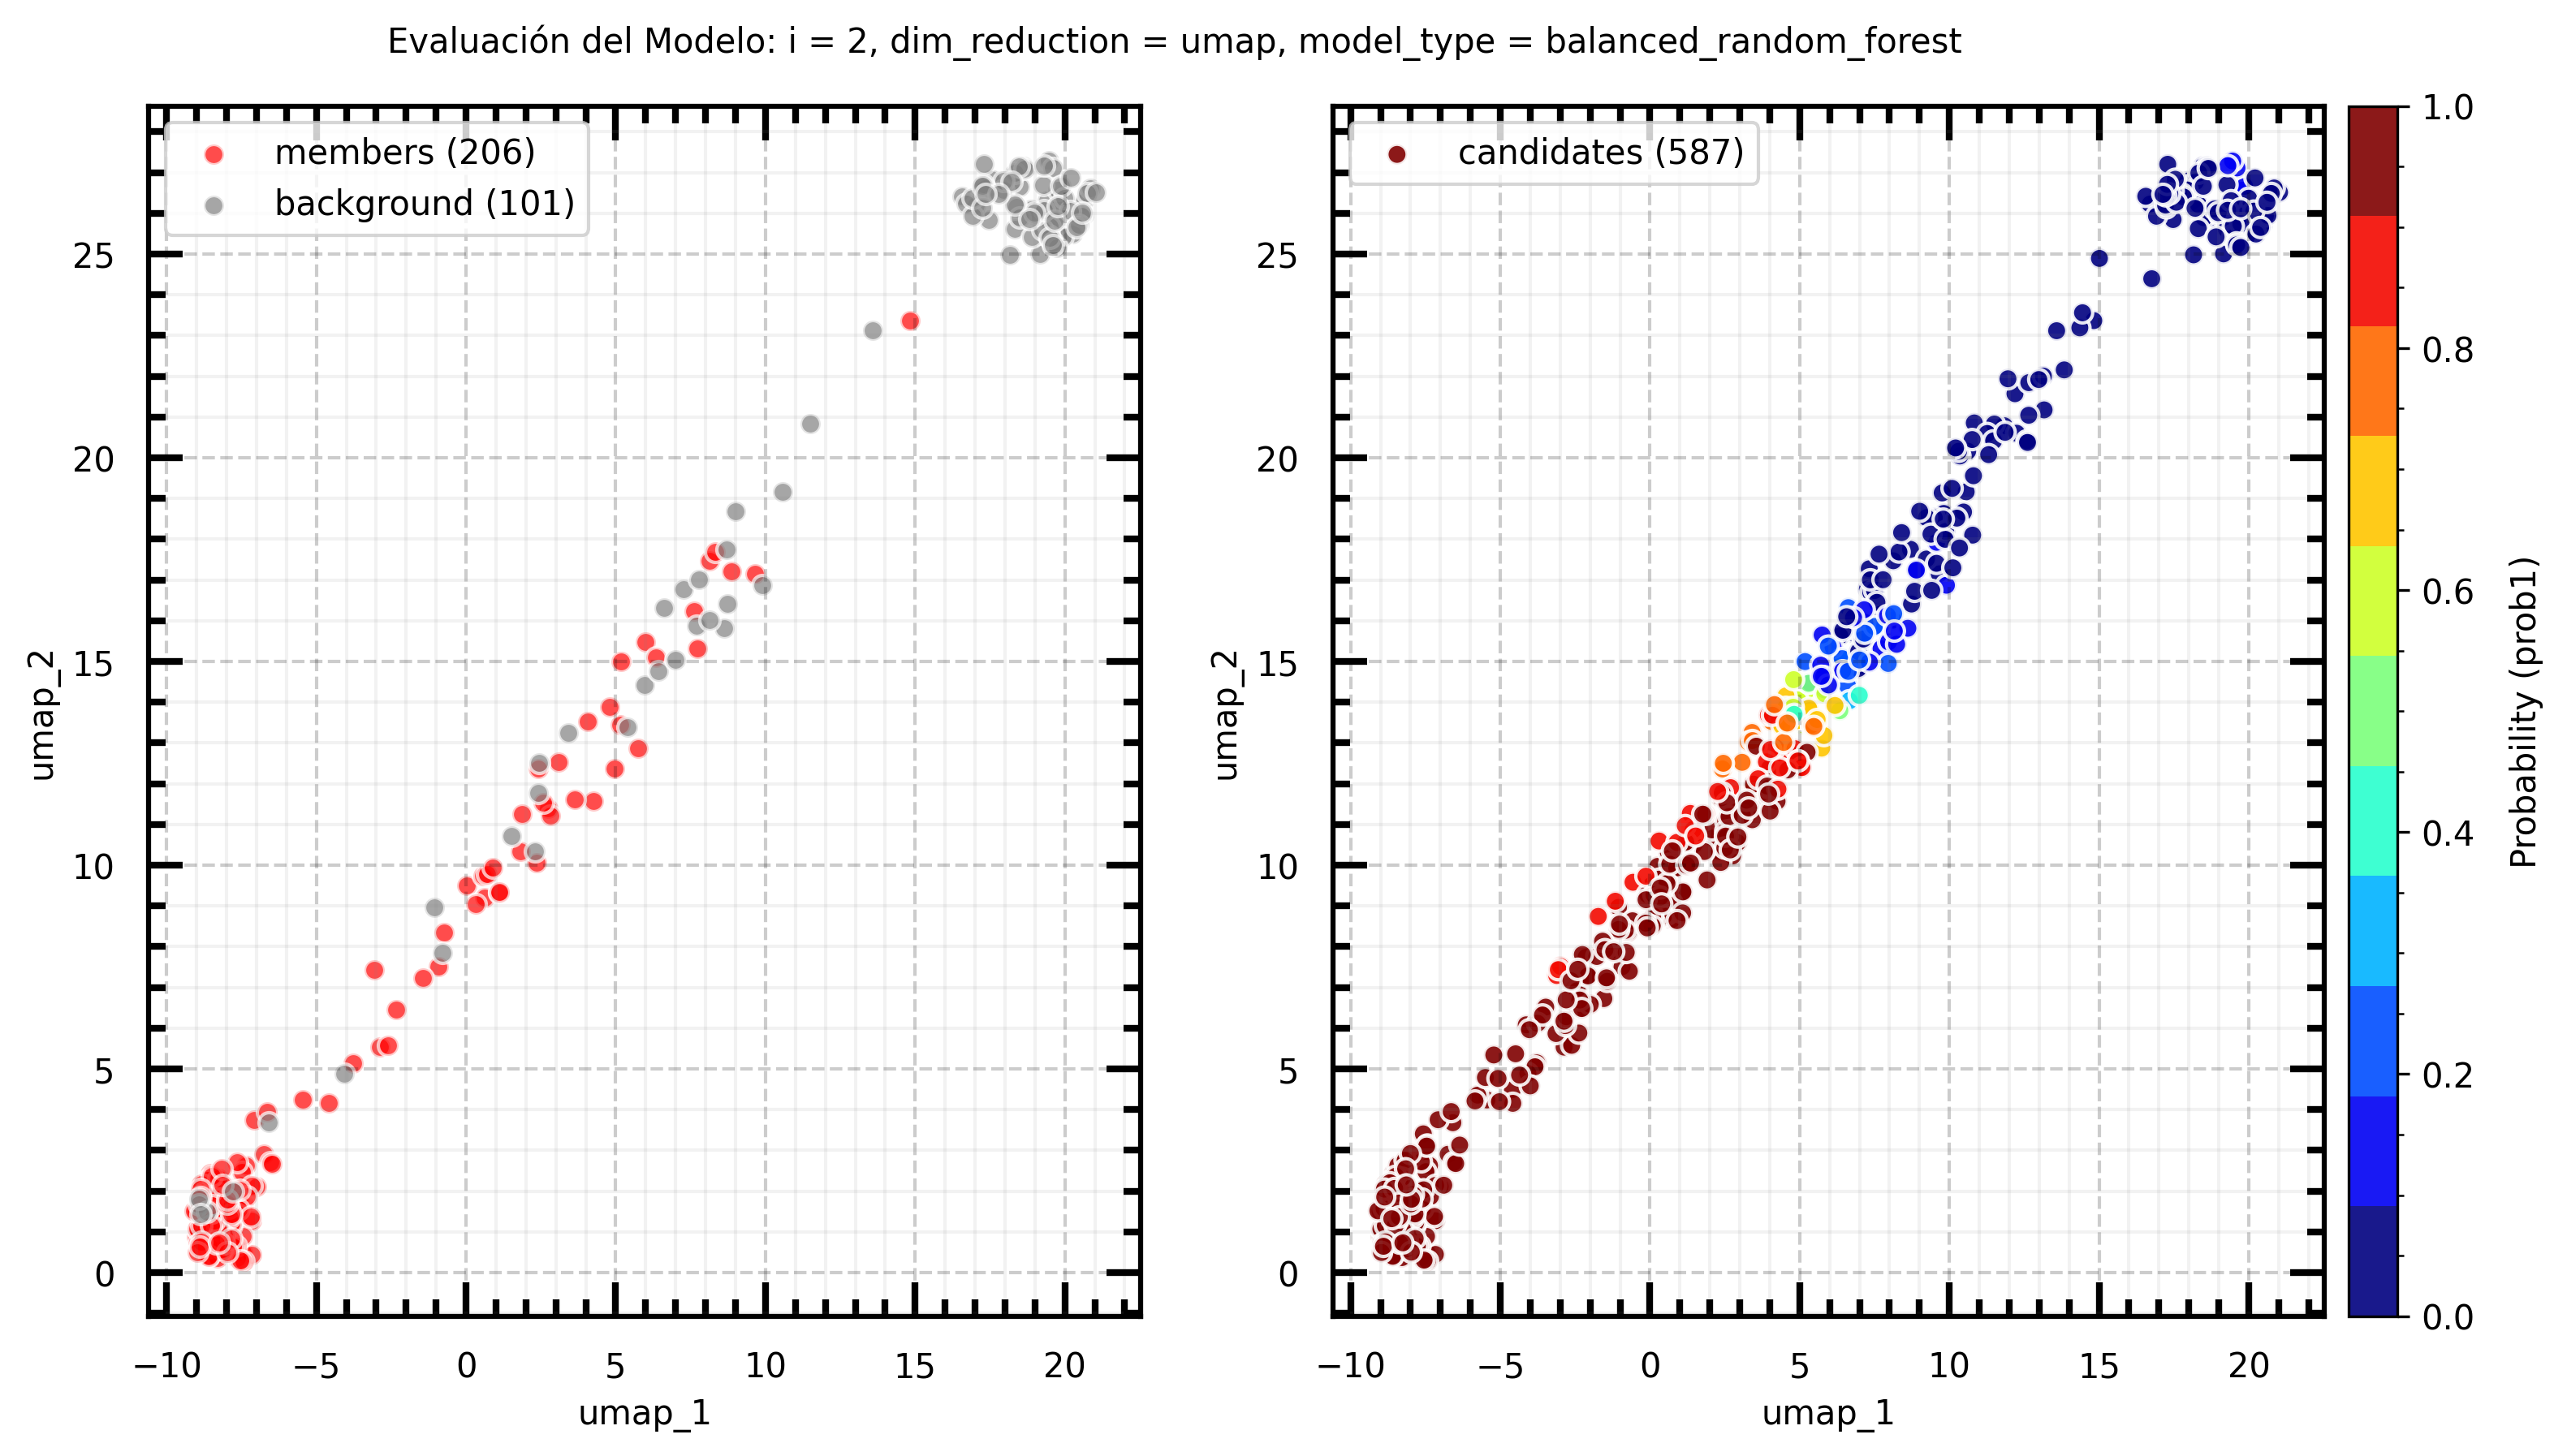 Evaluación del Modelo: i = 2, dim_reduction = umap, model_type = balanced_random_forest
members (206)
background (101)
umap_2
25
20
15
10
5
0
−10 −5 0 5 10 15 20
umap_1
candidates (587)
umap_2
25
20
15
10
5
0
−10 −5 0 5 10 15 20
umap_1
1.0
0.8
0.6
0.4
0.2
0.0
Probability (prob1)